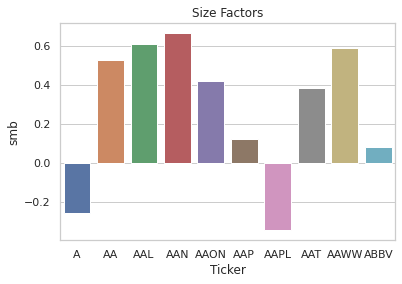 Size Factors
0.6
0.4
0.2
0.0
−0.2
smb
A AA AAL AAN AAON AAP AAPL AAT AAWW ABBV
Ticker